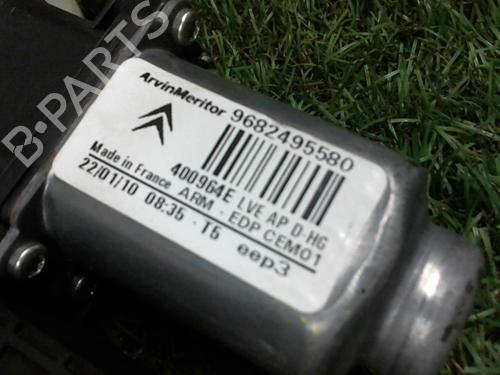 B-PARTS
ArvinMeritor 9682495580
400964E LVE AP D-HG
Made in France ARM - EDP CEM01
22/01/10 08:35 - T5 eep3